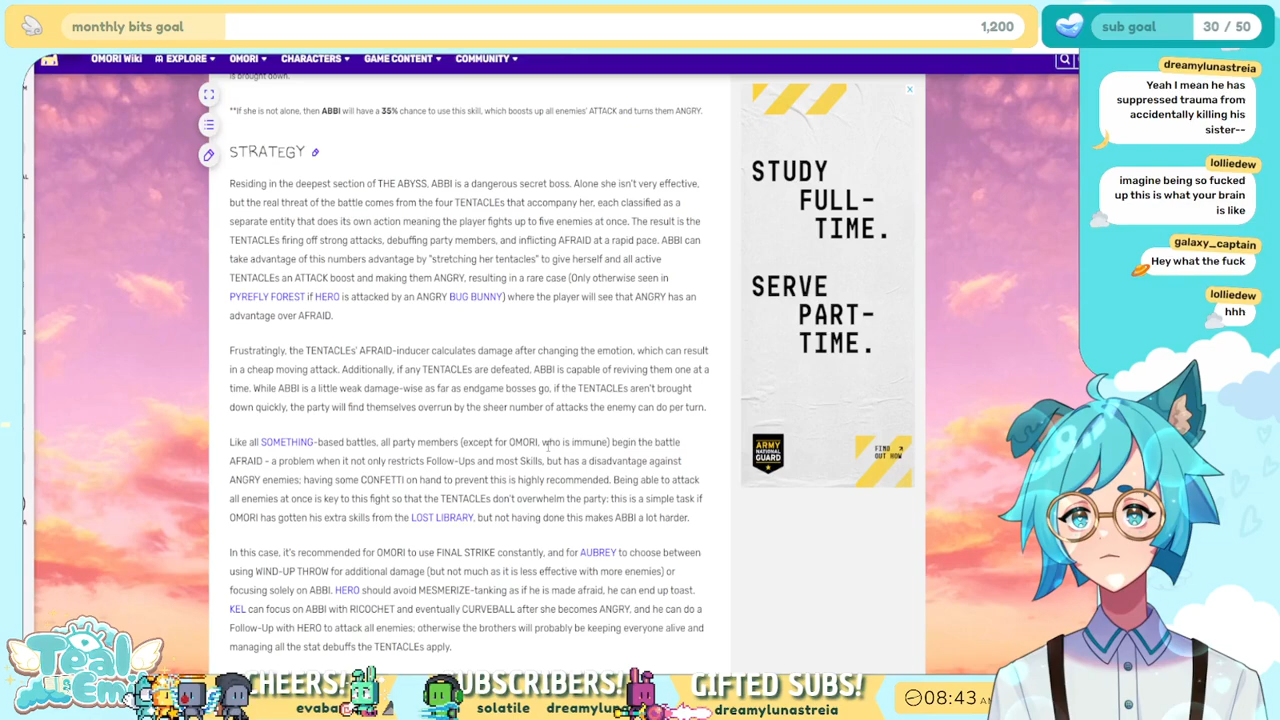 monthly bits goal
1,200
sub goal
30 / 50
OMORI Wiki
EXPLORE
OMORI
CHARACTERS
GAME CONTENT
COMMUNITY
is brought down.
**If she is not alone, then ABBI will have a 35% chance to use this skill, which boosts up all enemies' ATTACK and turns them ANGRY.
STRATEGY
Residing in the deepest section of THE ABYSS, ABBI is a dangerous secret boss. Alone she isn't very effective,
but the real threat of the battle comes from the four TENTACLEs that accompany her, each classified as a
separate entity that does its own action meaning the player fights up to five enemies at once. The result is the
TENTACLEs firing off strong attacks, debuffing party members, and inflicting AFRAID at a rapid pace. ABBI can
take advantage of this numbers advantage by "stretching her tentacles" to give herself and all active
TENTACLEs an ATTACK boost and making them ANGRY, resulting in a rare case (Only otherwise seen in
PYREFLY FOREST if HERO is attacked by an ANGRY BUG BUNNY) where the player will see that ANGRY has an
advantage over AFRAID.
Frustratingly, the TENTACLEs' AFRAID-inducer calculates damage after changing the emotion, which can result
in a cheap moving attack. Additionally, if any TENTACLEs are defeated, ABBI is capable of reviving them one at a
time. While ABBI is a little weak damage-wise as far as endgame bosses go, if the TENTACLEs aren't brought
down quickly, the party will find themselves overrun by the sheer number of attacks the enemy can do per turn.
Like all SOMETHING-based battles, all party members (except for OMORI, who is immune) begin the battle
AFRAID - a problem when it not only restricts Follow-Ups and most Skills, but has a disadvantage against
ANGRY enemies; having some CONFETTI on hand to prevent this is highly recommended. Being able to attack
all enemies at once is key to this fight so that the TENTACLEs don't overwhelm the party; this is a simple task if
OMORI has gotten his extra skills from the LOST LIBRARY, but not having done this makes ABBI a lot harder.
In this case, it's recommended for OMORI to use FINAL STRIKE constantly, and for AUBREY to choose between
using WIND-UP THROW for additional damage (but not much as it is less effective with more enemies) or
focusing solely on ABBI. HERO should avoid MESMERIZE-tanking as if he is made afraid, he can end up toast.
KEL can focus on ABBI with RICOCHET and eventually CURVEBALL after she becomes ANGRY, and he can do a
Follow-Up with HERO to attack all enemies; otherwise the brothers will probably be keeping everyone alive and
managing all the stat debuffs the TENTACLEs apply.
STUDY
FULL-
TIME.
SERVE
PART-
TIME.
ARMY
NATIONAL
GUARD
FIND
OUT NOW
dreamylunastreia
Yeah I mean he has
suppressed trauma from
accidentally killing his
sister--
lolliedew
imagine being so fucked
up this is what your brain
is like
galaxy_captain
Hey what the fuck
lolliedew
hhh
Teal
Emi
CHEERS!
evaba
SUBSCRIBERS!
solatile
dreamylun
GIFTED SUBS!
dreamylunastreia
08:43